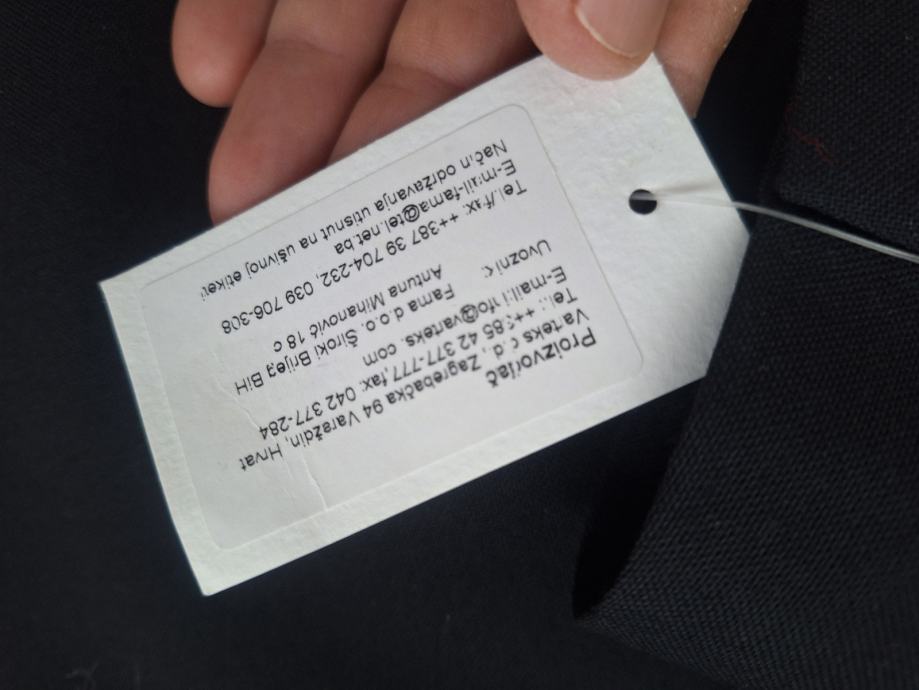 Proizvođač
Varteks d.d., Zagrebačka 94 Varaždin, Hrvat
Tel.: ++385 42 377-777,fax: 042 377-284
E-mail:info@varteks. com
Uvoznik:
Fama d.o.o. Široki Brijeg BiH
Antuna Mihanović 18 c
Tel./fax. ++387 39 704-232, 039 706-308
E-mail-fama@tel.net.ba
Način održavanja utisnut na ušivnoj etiketi